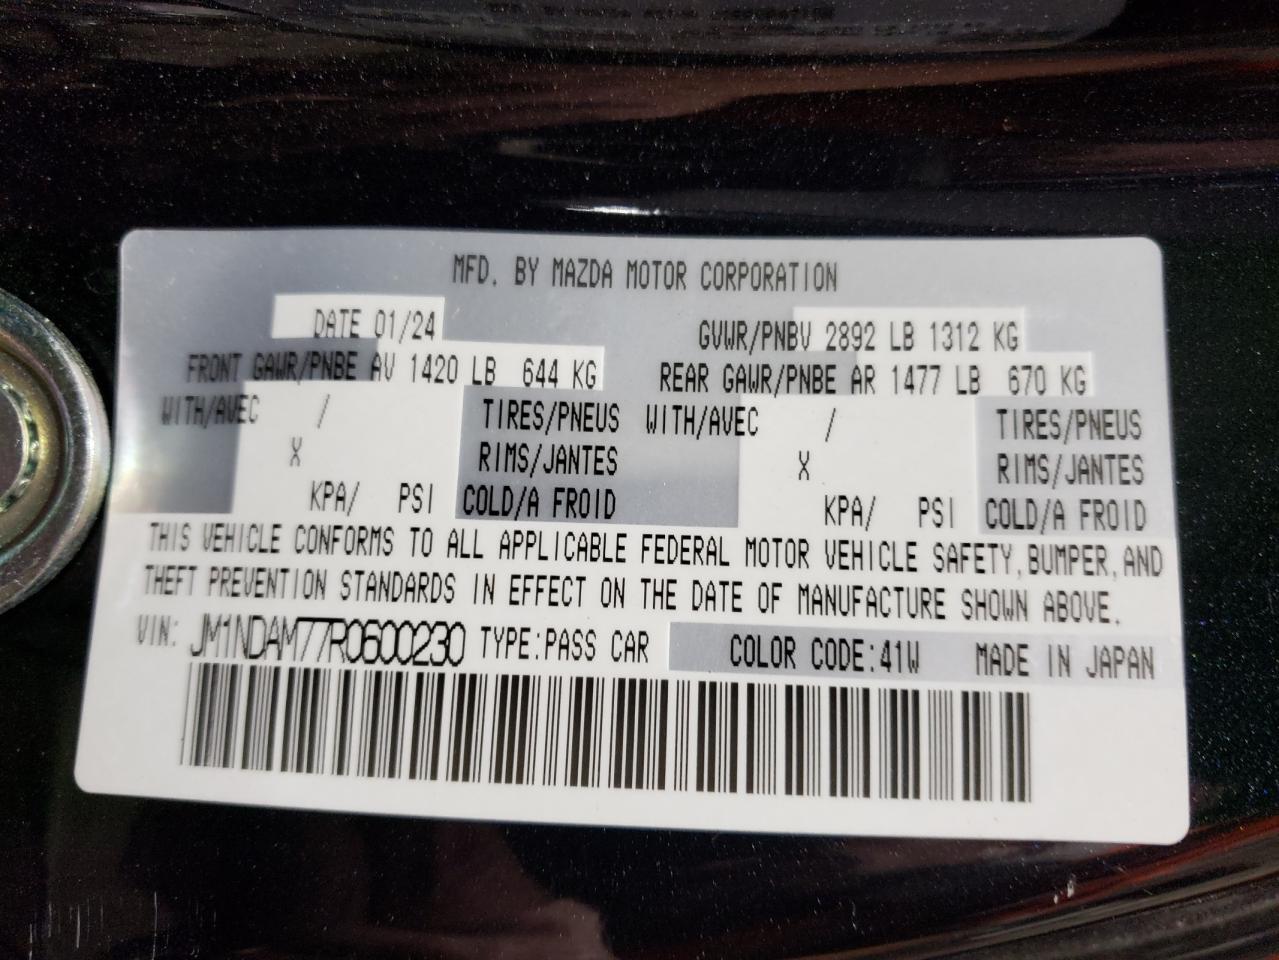 MFD. BY MAZDA MOTOR CORPORATION
DATE 01/24 GVWR/PNBV 2892 LB 1312 KG
FRONT GAWR/PNBE AV 1420 LB 644 KG REAR GAWR/PNBE AR 1477 LB 670 KG
WITH/AVEC / TIRES/PNEUS WITH/AVEC / TIRES/PNEUS
X RIMS/JANTES X RIMS/JANTES
KPA/ PSI COLD/A FROID KPA/ PSI COLD/A FROID
THIS VEHICLE CONFORMS TO ALL APPLICABLE FEDERAL MOTOR VEHICLE SAFETY, BUMPER, AND
THEFT PREVENTION STANDARDS IN EFFECT ON THE DATE OF MANUFACTURE SHOWN ABOVE.
VIN: JM1NDAM77R0600230 TYPE: PASS CAR COLOR CODE: 41W MADE IN JAPAN